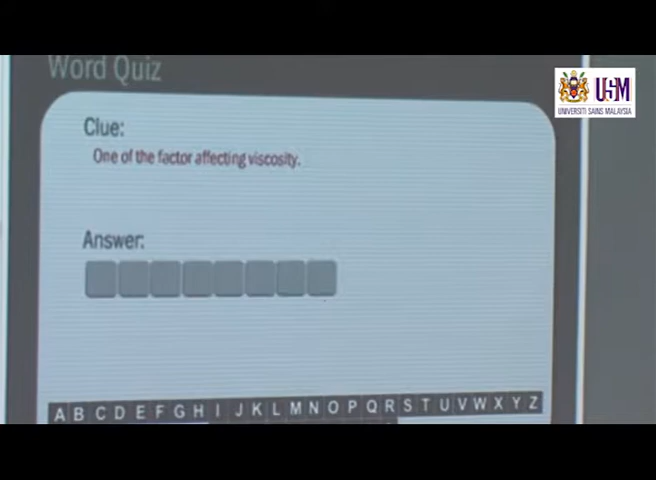 Word Quiz
USM
UNIVERSITI SAINS MALAYSIA
Clue:
One of the factor affecting viscosity.
Answer:
A B C D E F G H I J K L M N O P Q R S T U V W X Y Z